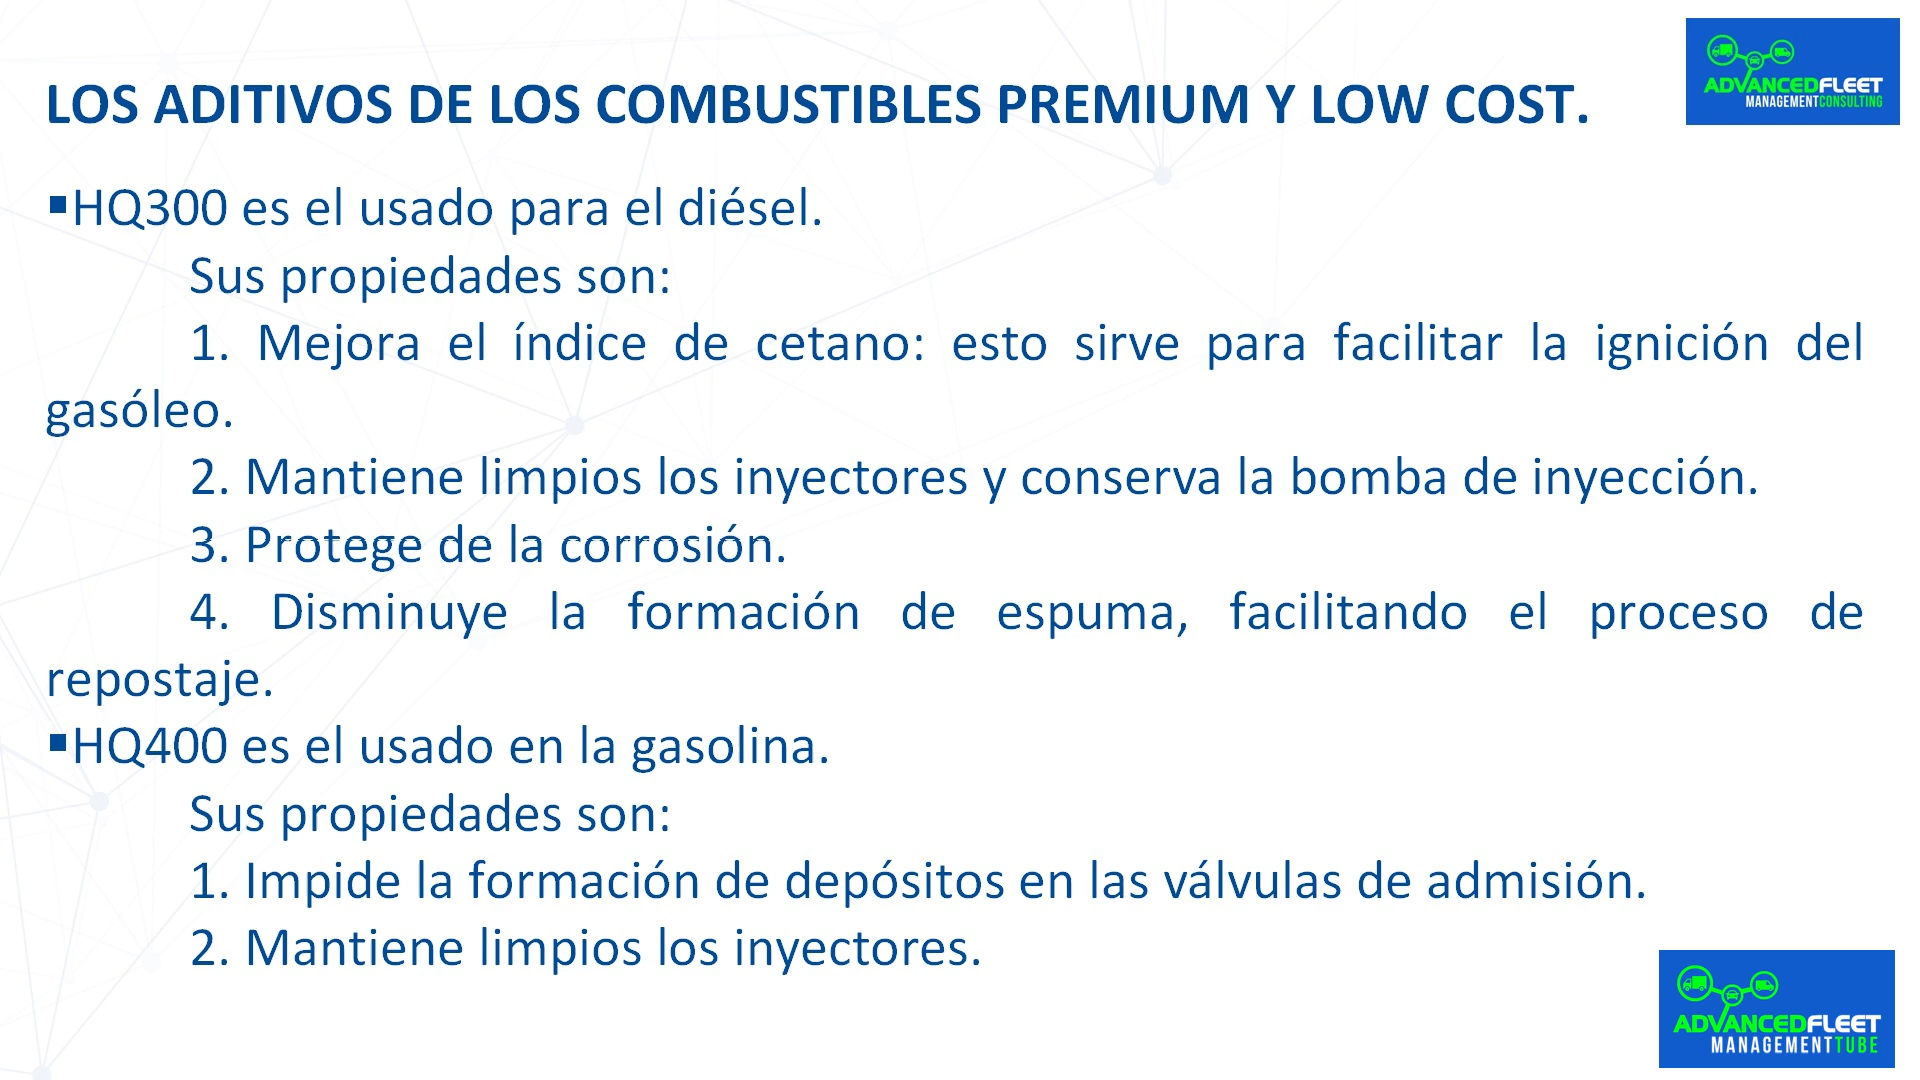 LOS ADITIVOS DE LOS COMBUSTIBLES PREMIUM Y LOW COST.
ADVANCEDFLEET
MANAGEMENTCONSULTING
▪HQ300 es el usado para el diésel.
Sus propiedades son:
1. Mejora el índice de cetano: esto sirve para facilitar la ignición del
gasóleo.
2. Mantiene limpios los inyectores y conserva la bomba de inyección.
3. Protege de la corrosión.
4. Disminuye la formación de espuma, facilitando el proceso de
repostaje.
▪HQ400 es el usado en la gasolina.
Sus propiedades son:
1. Impide la formación de depósitos en las válvulas de admisión.
2. Mantiene limpios los inyectores.
ADVANCEDFLEET
MANAGEMENTTUBE